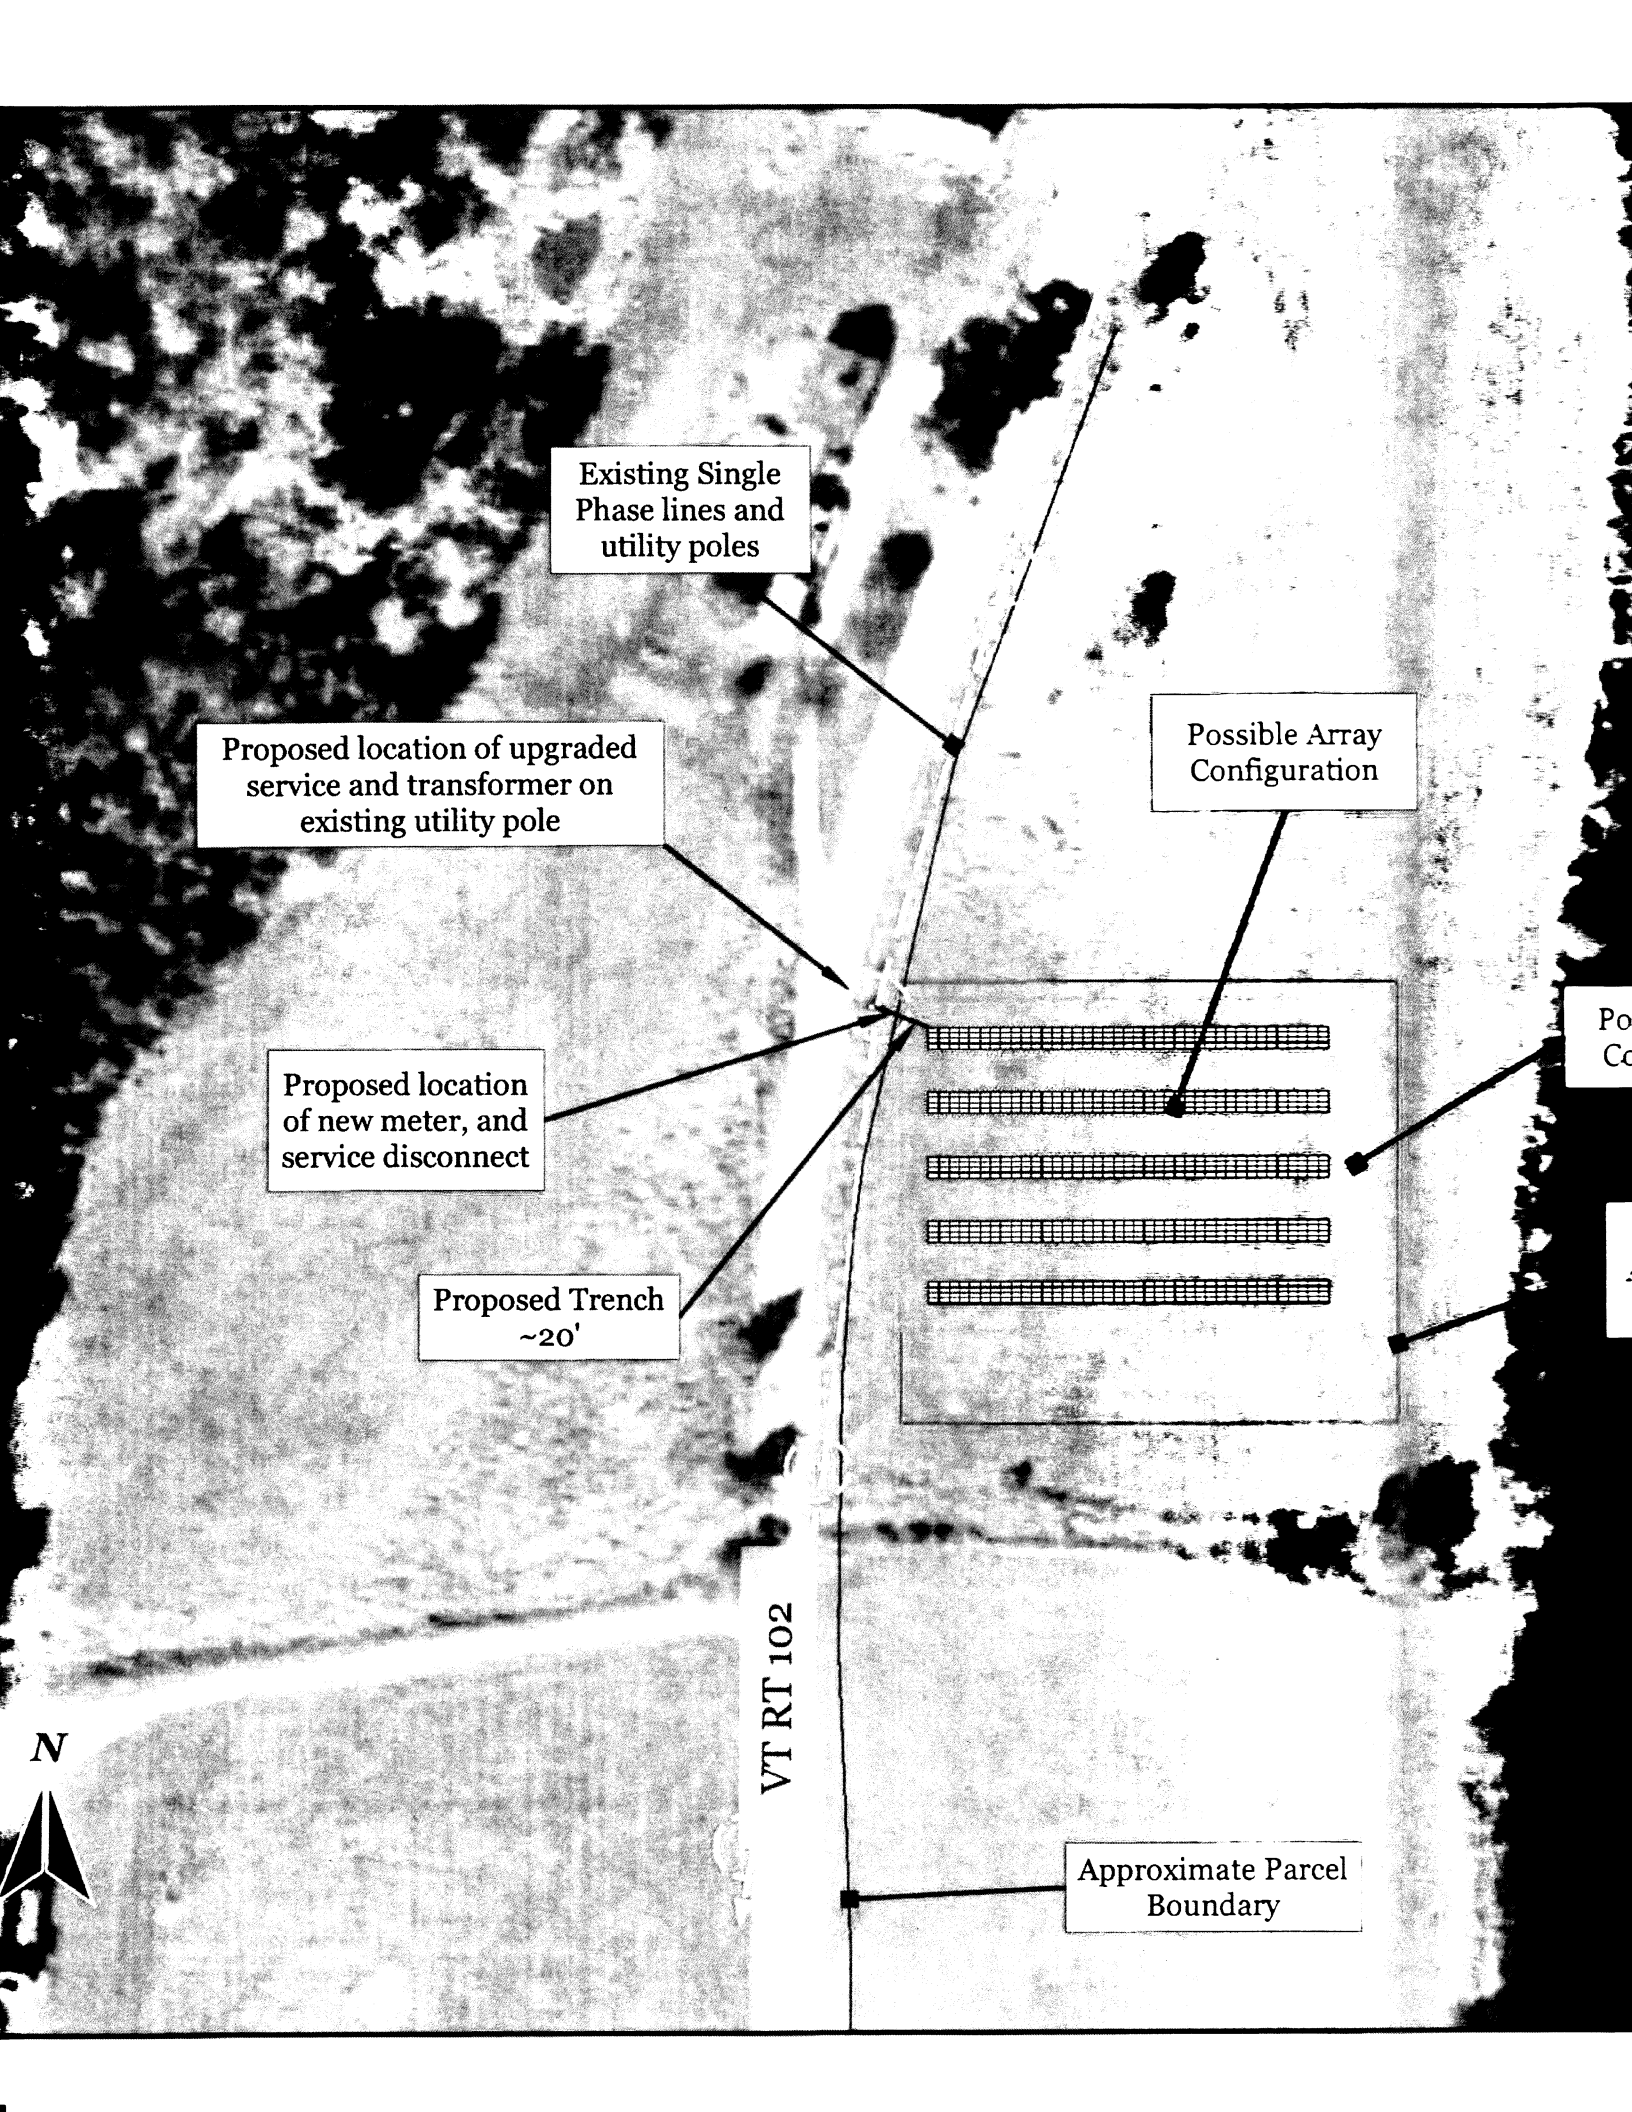 Existing Single
Phase lines and
utility poles
Proposed location of upgraded
service and transformer on
existing utility pole
Possible Array
Configuration
Po
Co
Proposed location
of new meter, and
service disconnect
Proposed Trench
~20'
VT RT 102
N
Approximate Parcel
Boundary